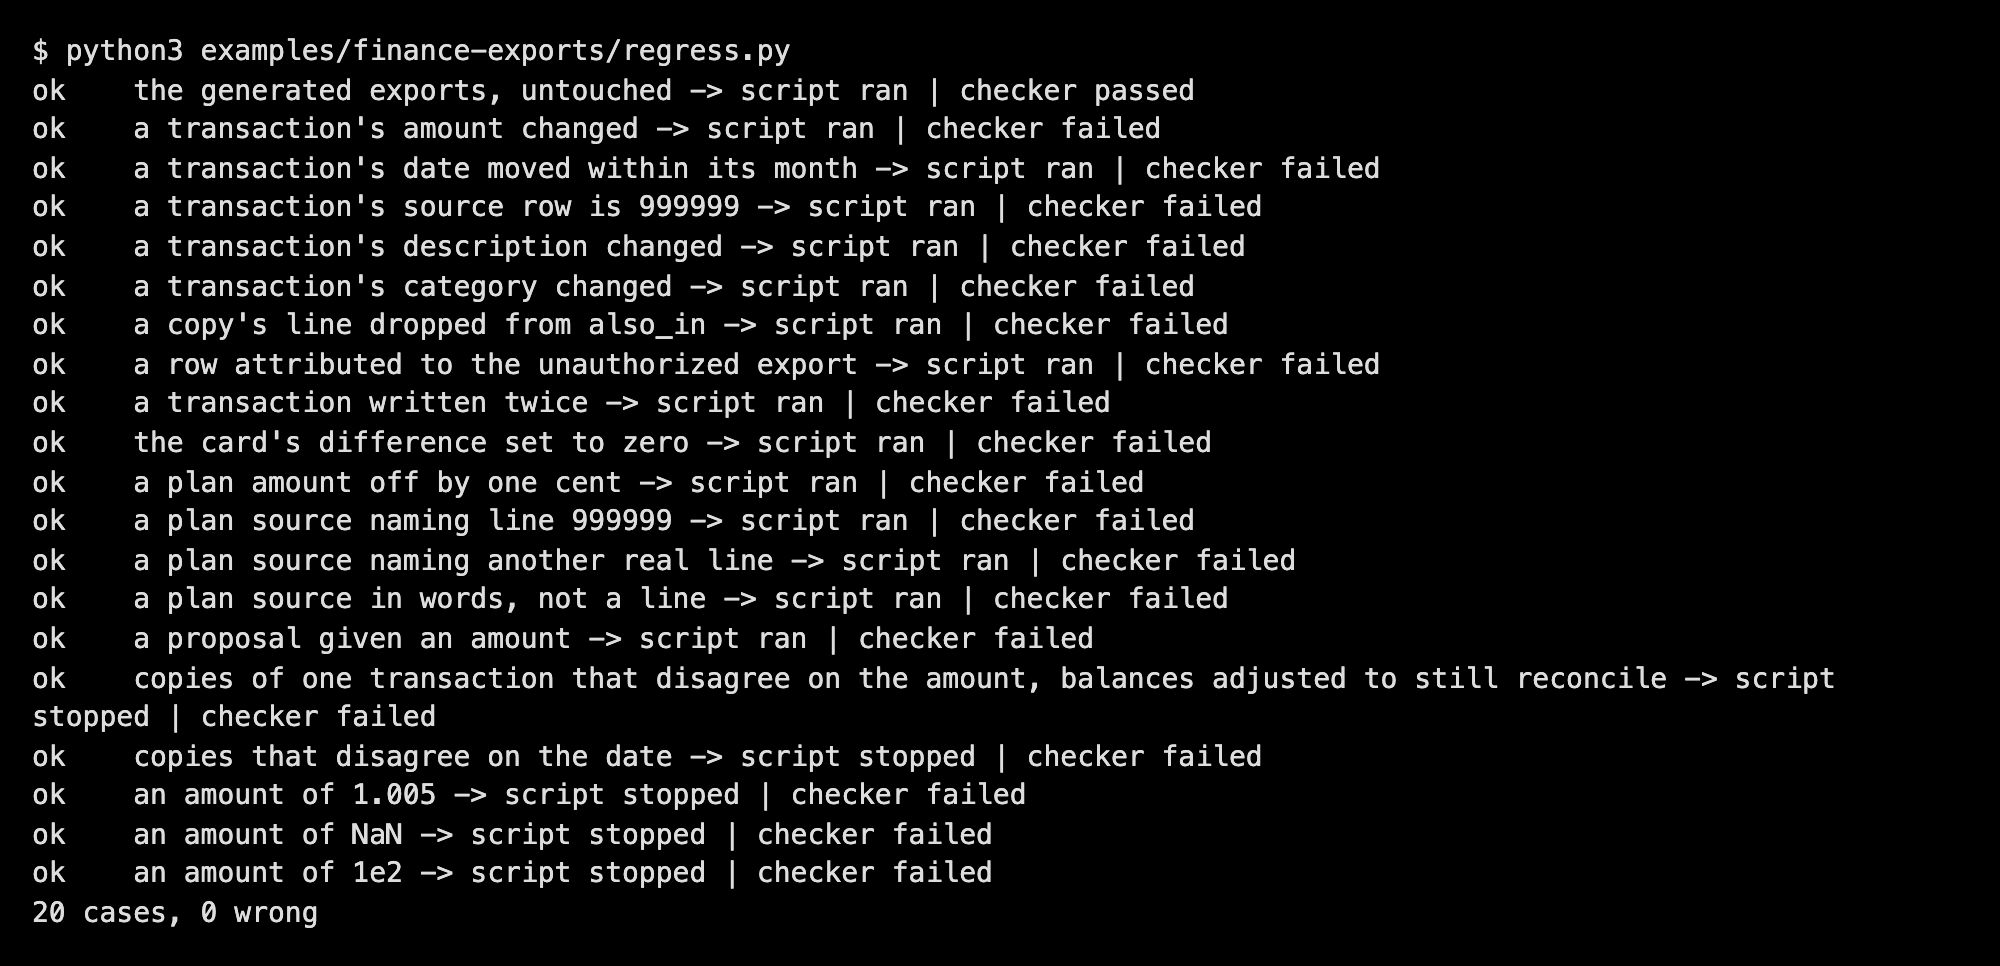 $ python3 examples/finance-exports/regress.py
ok    the generated exports, untouched -> script ran | checker passed
ok    a transaction's amount changed -> script ran | checker failed
ok    a transaction's date moved within its month -> script ran | checker failed
ok    a transaction's source row is 999999 -> script ran | checker failed
ok    a transaction's description changed -> script ran | checker failed
ok    a transaction's category changed -> script ran | checker failed
ok    a copy's line dropped from also_in -> script ran | checker failed
ok    a row attributed to the unauthorized export -> script ran | checker failed
ok    a transaction written twice -> script ran | checker failed
ok    the card's difference set to zero -> script ran | checker failed
ok    a plan amount off by one cent -> script ran | checker failed
ok    a plan source naming line 999999 -> script ran | checker failed
ok    a plan source naming another real line -> script ran | checker failed
ok    a plan source in words, not a line -> script ran | checker failed
ok    a proposal given an amount -> script ran | checker failed
ok    copies of one transaction that disagree on the amount, balances adjusted to still reconcile -> script
stopped | checker failed
ok    copies that disagree on the date -> script stopped | checker failed
ok    an amount of 1.005 -> script stopped | checker failed
ok    an amount of NaN -> script stopped | checker failed
ok    an amount of 1e2 -> script stopped | checker failed
20 cases, 0 wrong